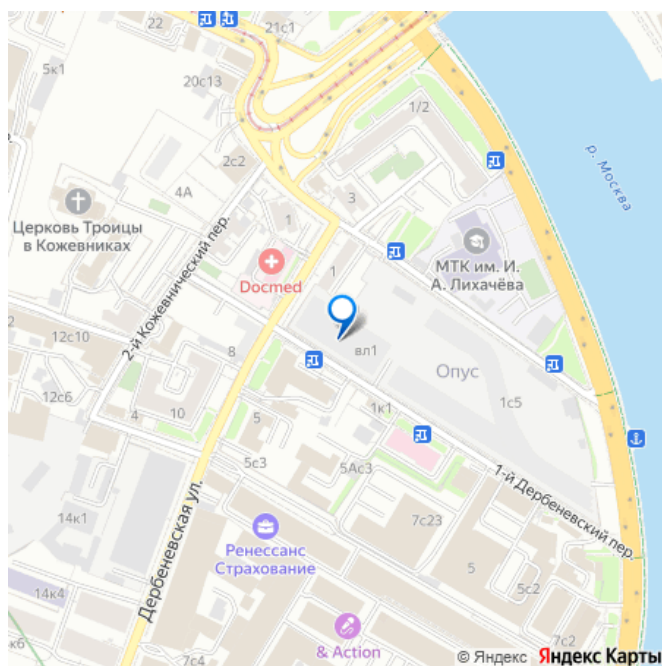 21с1
5к1
20с13
1/2
2с2
4А
3
р. Москва
Церковь Троицы
в Кожевниках
1
2-й Кожевнический пер.
МТК им. И.
А. Лихачёва
Docmed
1
12с10
8
вл1
Опус
12с6
4
10
5
1к1
1с5
5с3
5Ас3
1-й Дербеневский пер.
14к1
Дербеневская ул.
7с23
Ренессанс
Страхование
5
14к4
5с2
& Action
7с4
7с2
© Яндекс Яндекс Карты